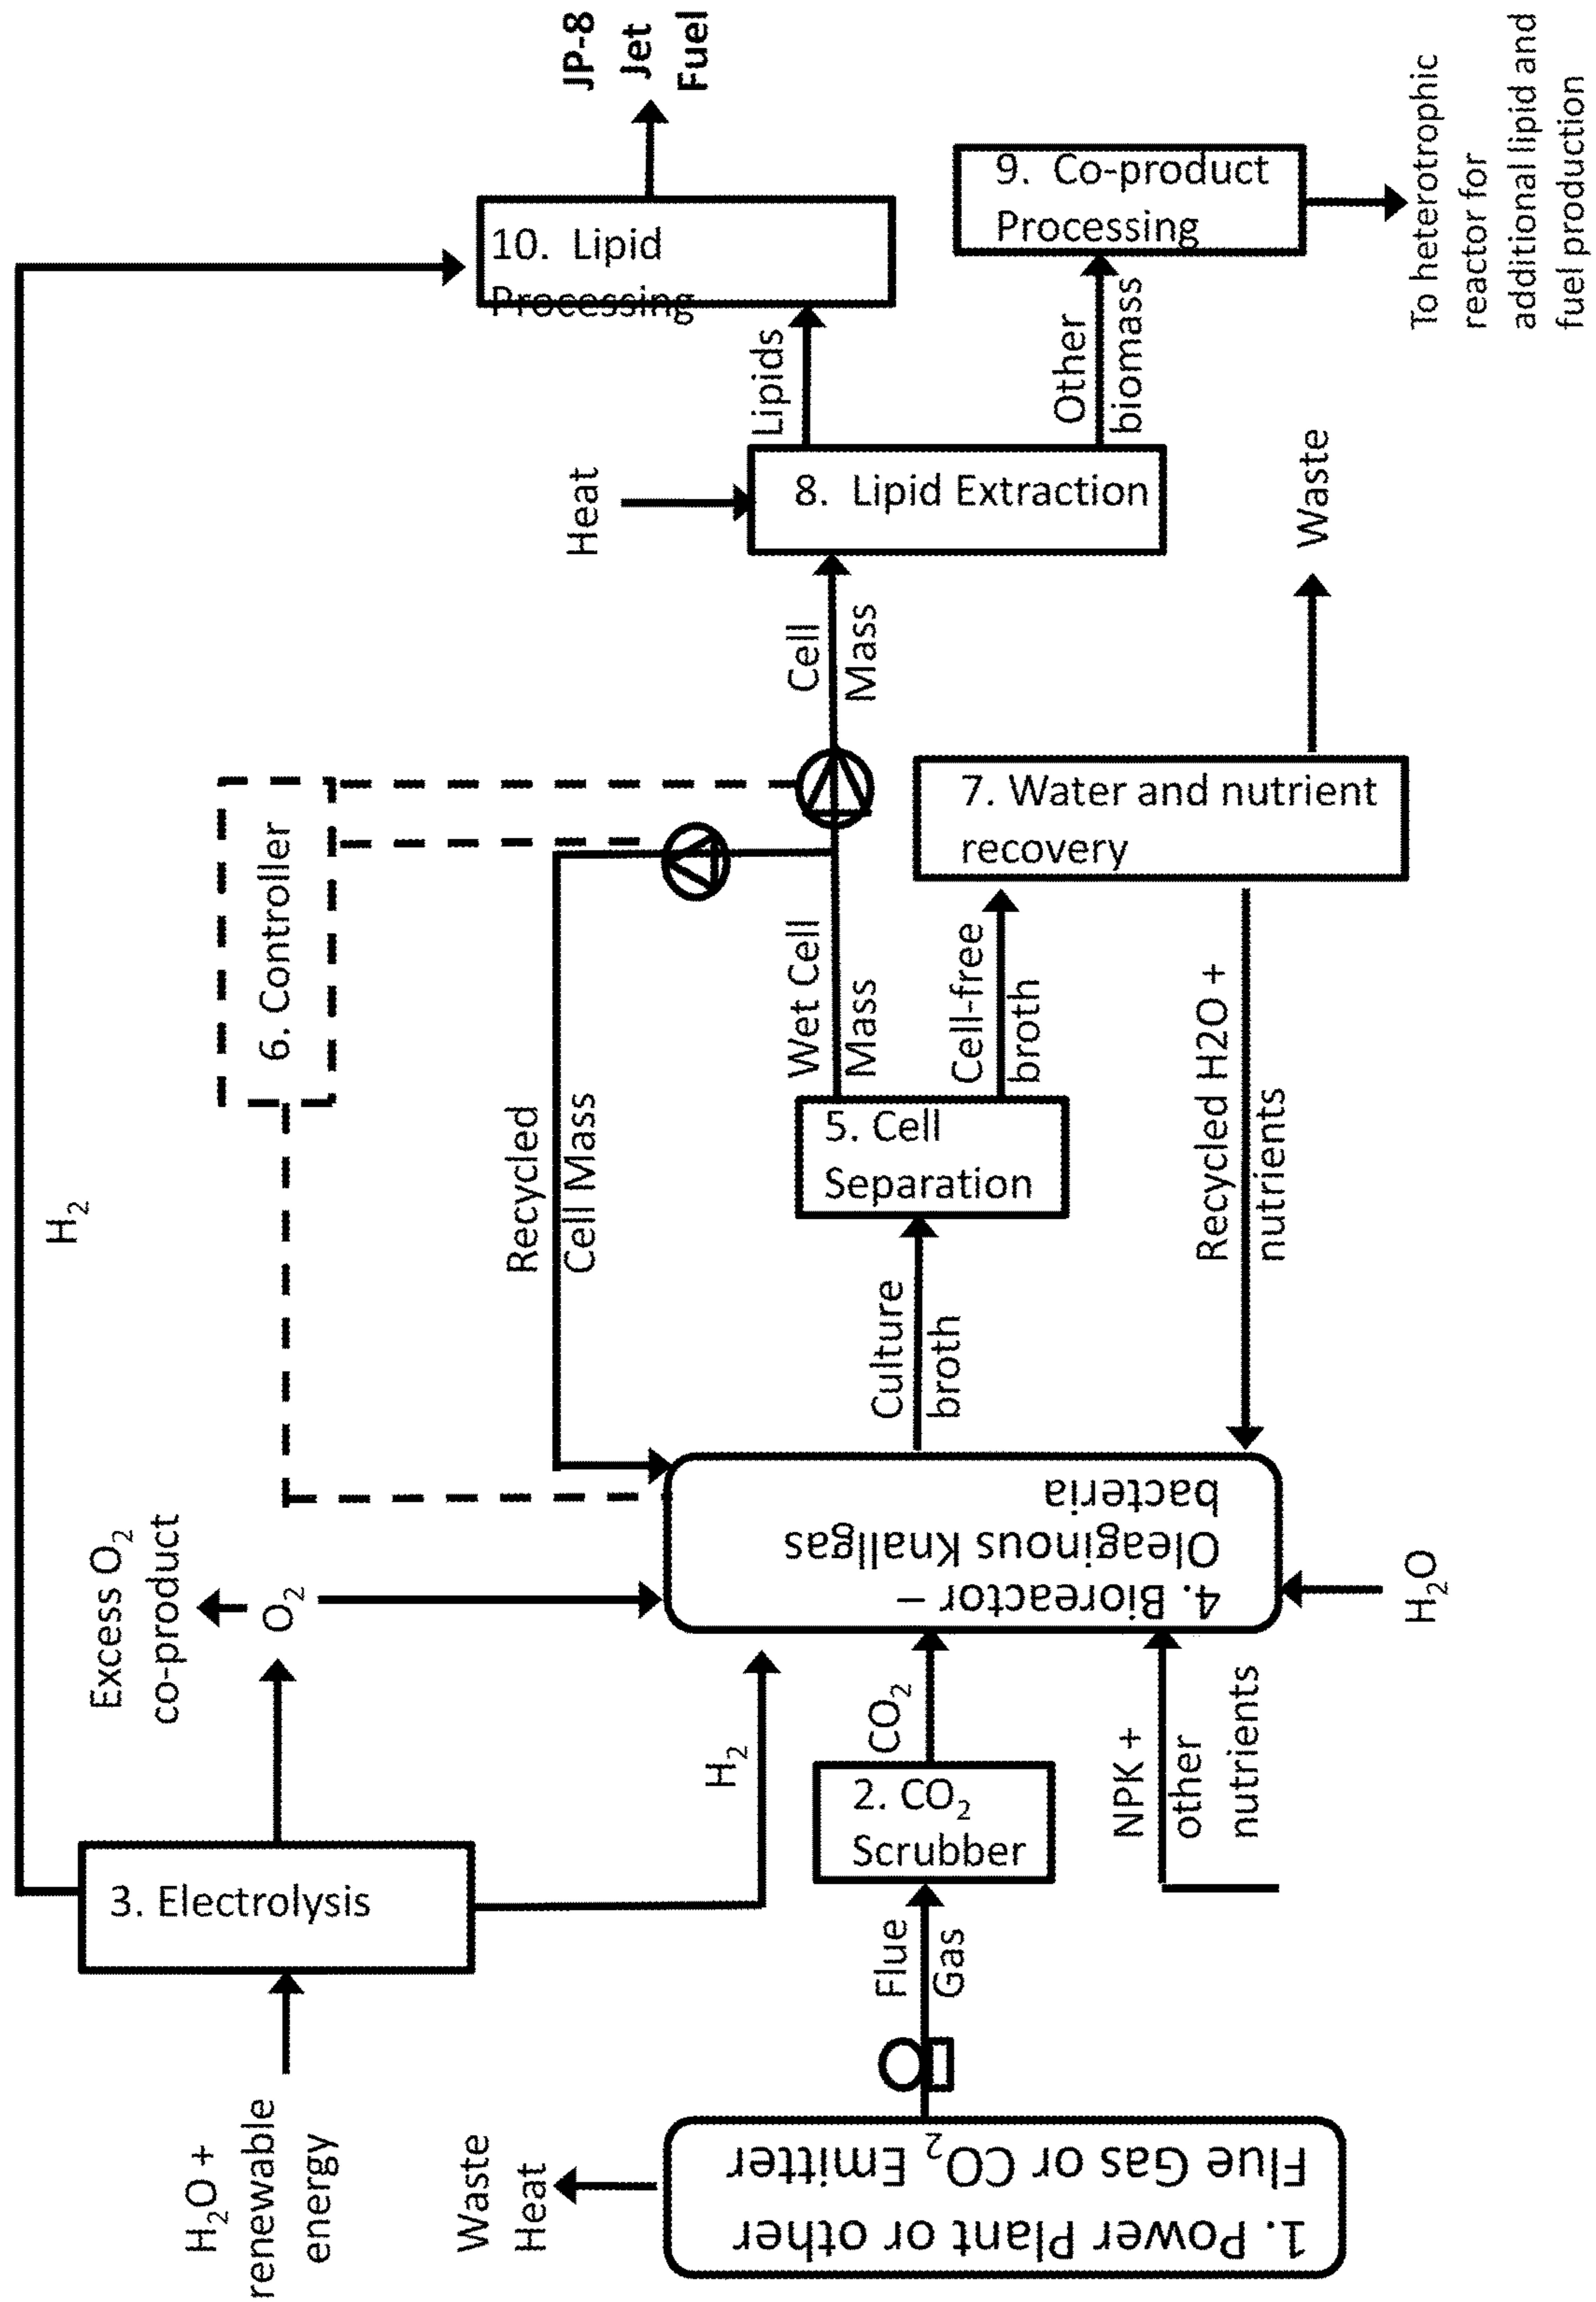 1. Power Plant or other
Flue Gas or CO2 Emitter
Waste
Heat
Flue
Gas
2. CO2
Scrubber
CO2
H2O +
renewable
energy
3. Electrolysis
H2
H2
O2
Excess O2
co-product
NPK +
other
nutrients
H2O
4. Bioreactor –
Oleaginous Knallgas
bacteria
Culture
broth
5. Cell
Separation
Recycled
Cell Mass
Wet Cell
Mass
Cell-free
broth
6. Controller
Recycled H2O +
nutrients
7. Water and nutrient
recovery
Waste
Cell
Mass
Heat
8. Lipid Extraction
Lipids
Other
biomass
9. Co-product
Processing
To heterotrophic
reactor for
additional lipid and
fuel production
10. Lipid
Processing
JP-8
Jet
Fuel